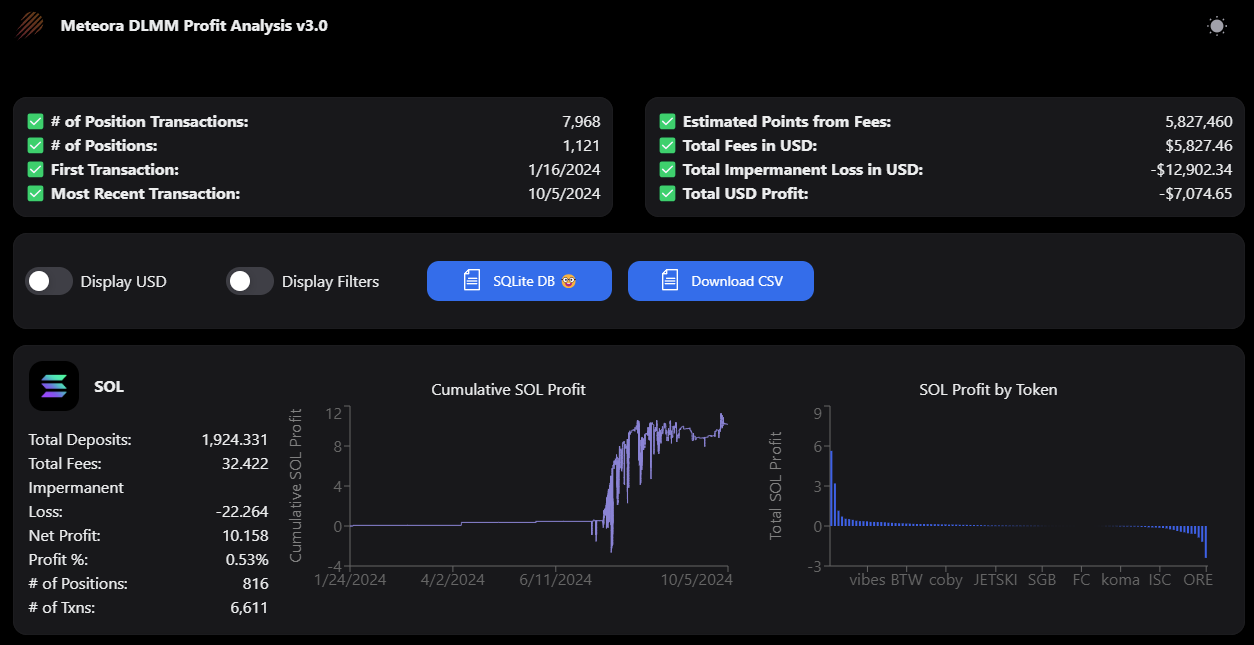 Meteora DLMM Profit Analysis v3.0
# of Position Transactions: 7,968
# of Positions: 1,121
First Transaction: 1/16/2024
Most Recent Transaction: 10/5/2024
Estimated Points from Fees: 5,827,460
Total Fees in USD: $5,827.46
Total Impermanent Loss in USD: -$12,902.34
Total USD Profit: -$7,074.65
Display USD
Display Filters
SQLite DB 🤓
Download CSV
SOL
Total Deposits: 1,924.331
Total Fees: 32.422
Impermanent
Loss: -22.264
Net Profit: 10.158
Profit %: 0.53%
# of Positions: 816
# of Txns: 6,611
Cumulative SOL Profit
Cumulative SOL Profit
12
8
4
0
-4
1/24/2024 4/2/2024 6/11/2024 10/5/2024
SOL Profit by Token
Total SOL Profit
9
6
3
0
-3
vibes BTW coby JETSKI SGB FC koma ISC ORE